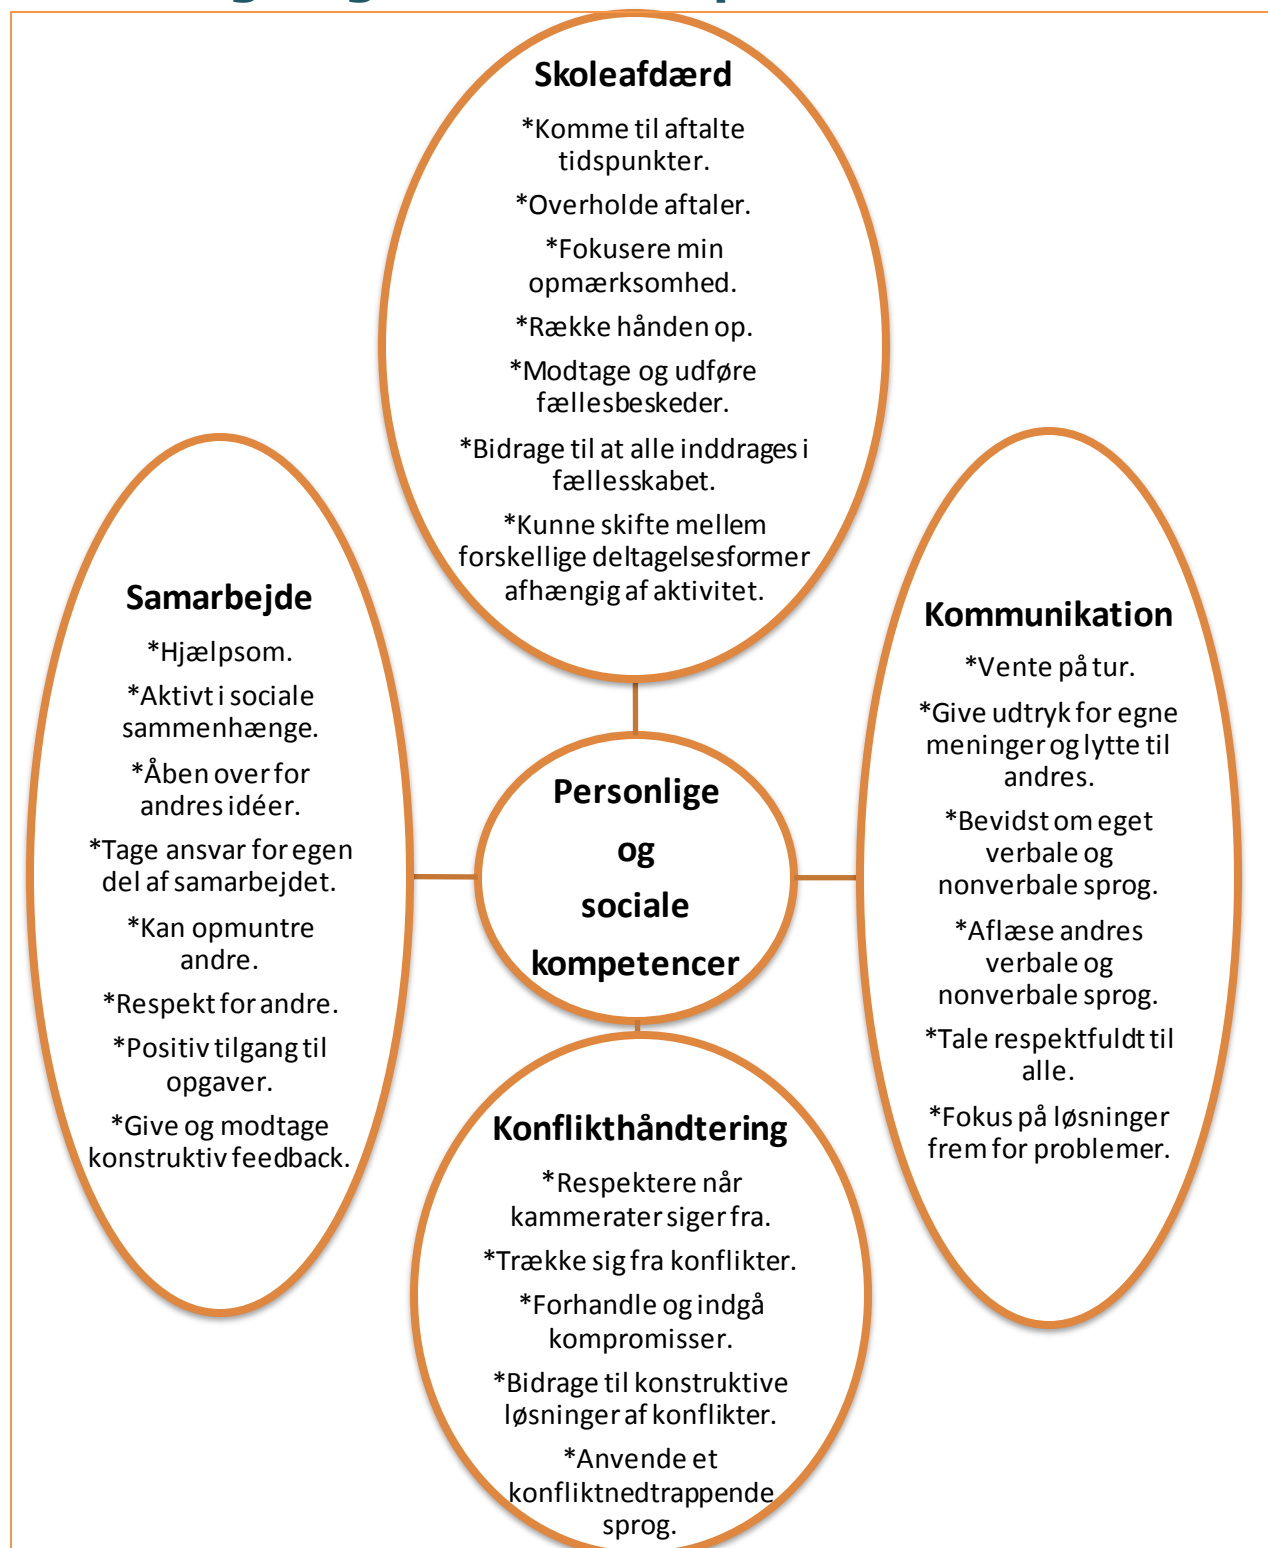 Skoleafdærd
*Komme til aftalte
tidspunkter.
*Overholde aftaler.
*Fokusere min
opmærksomhed.
*Række hånden op.
*Modtage og udføre
fællesbeskeder.
*Bidrage til at alle inddrages i
fællesskabet.
*Kunne skifte mellem
forskellige deltagelsesformer
afhængig af aktivitet.
Samarbejde
*Hjælpsom.
*Aktivt i sociale
sammenhænge.
*Åben over for
andres idéer.
*Tage ansvar for egen
del af samarbejdet.
*Kan opmuntre
andre.
*Respekt for andre.
*Positiv tilgang til
opgaver.
*Give og modtage
konstruktiv feedback.
Personlige
og
sociale
kompetencer
Kommunikation
*Vente på tur.
*Give udtryk for egne
meninger og lytte til
andres.
*Bevidst om eget
verbale og
nonverbale sprog.
*Aflæse andres
verbale og
nonverbale sprog.
*Tale respektfuldt til
alle.
*Fokus på løsninger
frem for problemer.
Konflikthåndtering
*Respektere når
kammerater siger fra.
*Trække sig fra konflikter.
*Forhandle og indgå
kompromisser.
*Bidrage til konstruktive
løsninger af konflikter.
*Anvende et
konfliktnedtrappende
sprog.